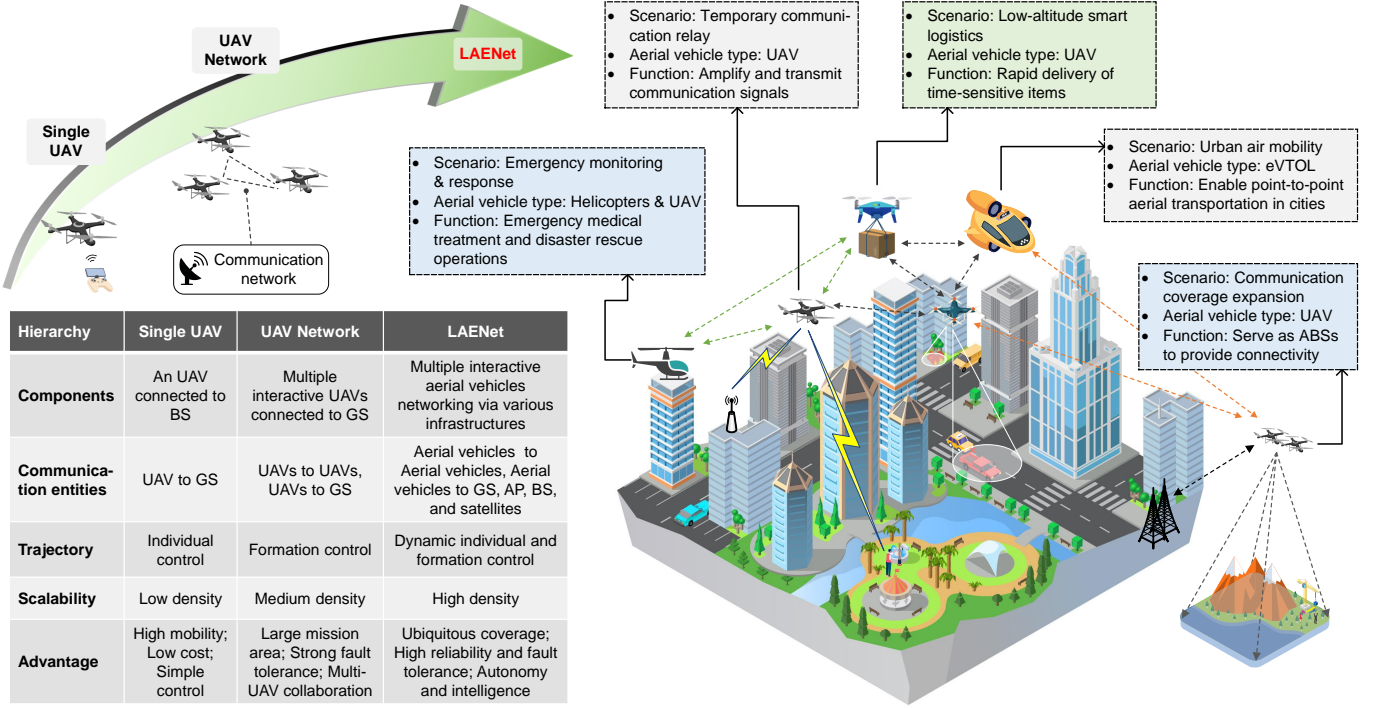 UAV
Network
LAENet
Single
UAV
Communication
network
• Scenario: Temporary communi-
cation relay
• Aerial vehicle type: UAV
• Function: Amplify and transmit
communication signals
• Scenario: Low-altitude smart
logistics
• Aerial vehicle type: UAV
• Function: Rapid delivery of
time-sensitive items
• Scenario: Emergency monitoring
& response
• Aerial vehicle type: Helicopters & UAV
• Function: Emergency medical
treatment and disaster rescue
operations
• Scenario: Urban air mobility
• Aerial vehicle type: eVTOL
• Function: Enable point-to-point
aerial transportation in cities
• Scenario: Communication
coverage expansion
• Aerial vehicle type: UAV
• Function: Serve as ABSs
to provide connectivity
Hierarchy
Single UAV
UAV Network
LAENet
Components
An UAV
connected to
BS
Multiple
interactive UAVs
connected to GS
Multiple interactive
aerial vehicles
networking via various
infrastructures
Communica-
tion entities
UAV to GS
UAVs to UAVs,
UAVs to GS
Aerial vehicles to
Aerial vehicles, Aerial
vehicles to GS, AP, BS,
and satellites
Trajectory
Individual
control
Formation control
Dynamic individual and
formation control
Scalability
Low density
Medium density
High density
Advantage
High mobility;
Low cost;
Simple
control
Large mission
area; Strong fault
tolerance; Multi-
UAV collaboration
Ubiquitous coverage;
High reliability and fault
tolerance; Autonomy
and intelligence